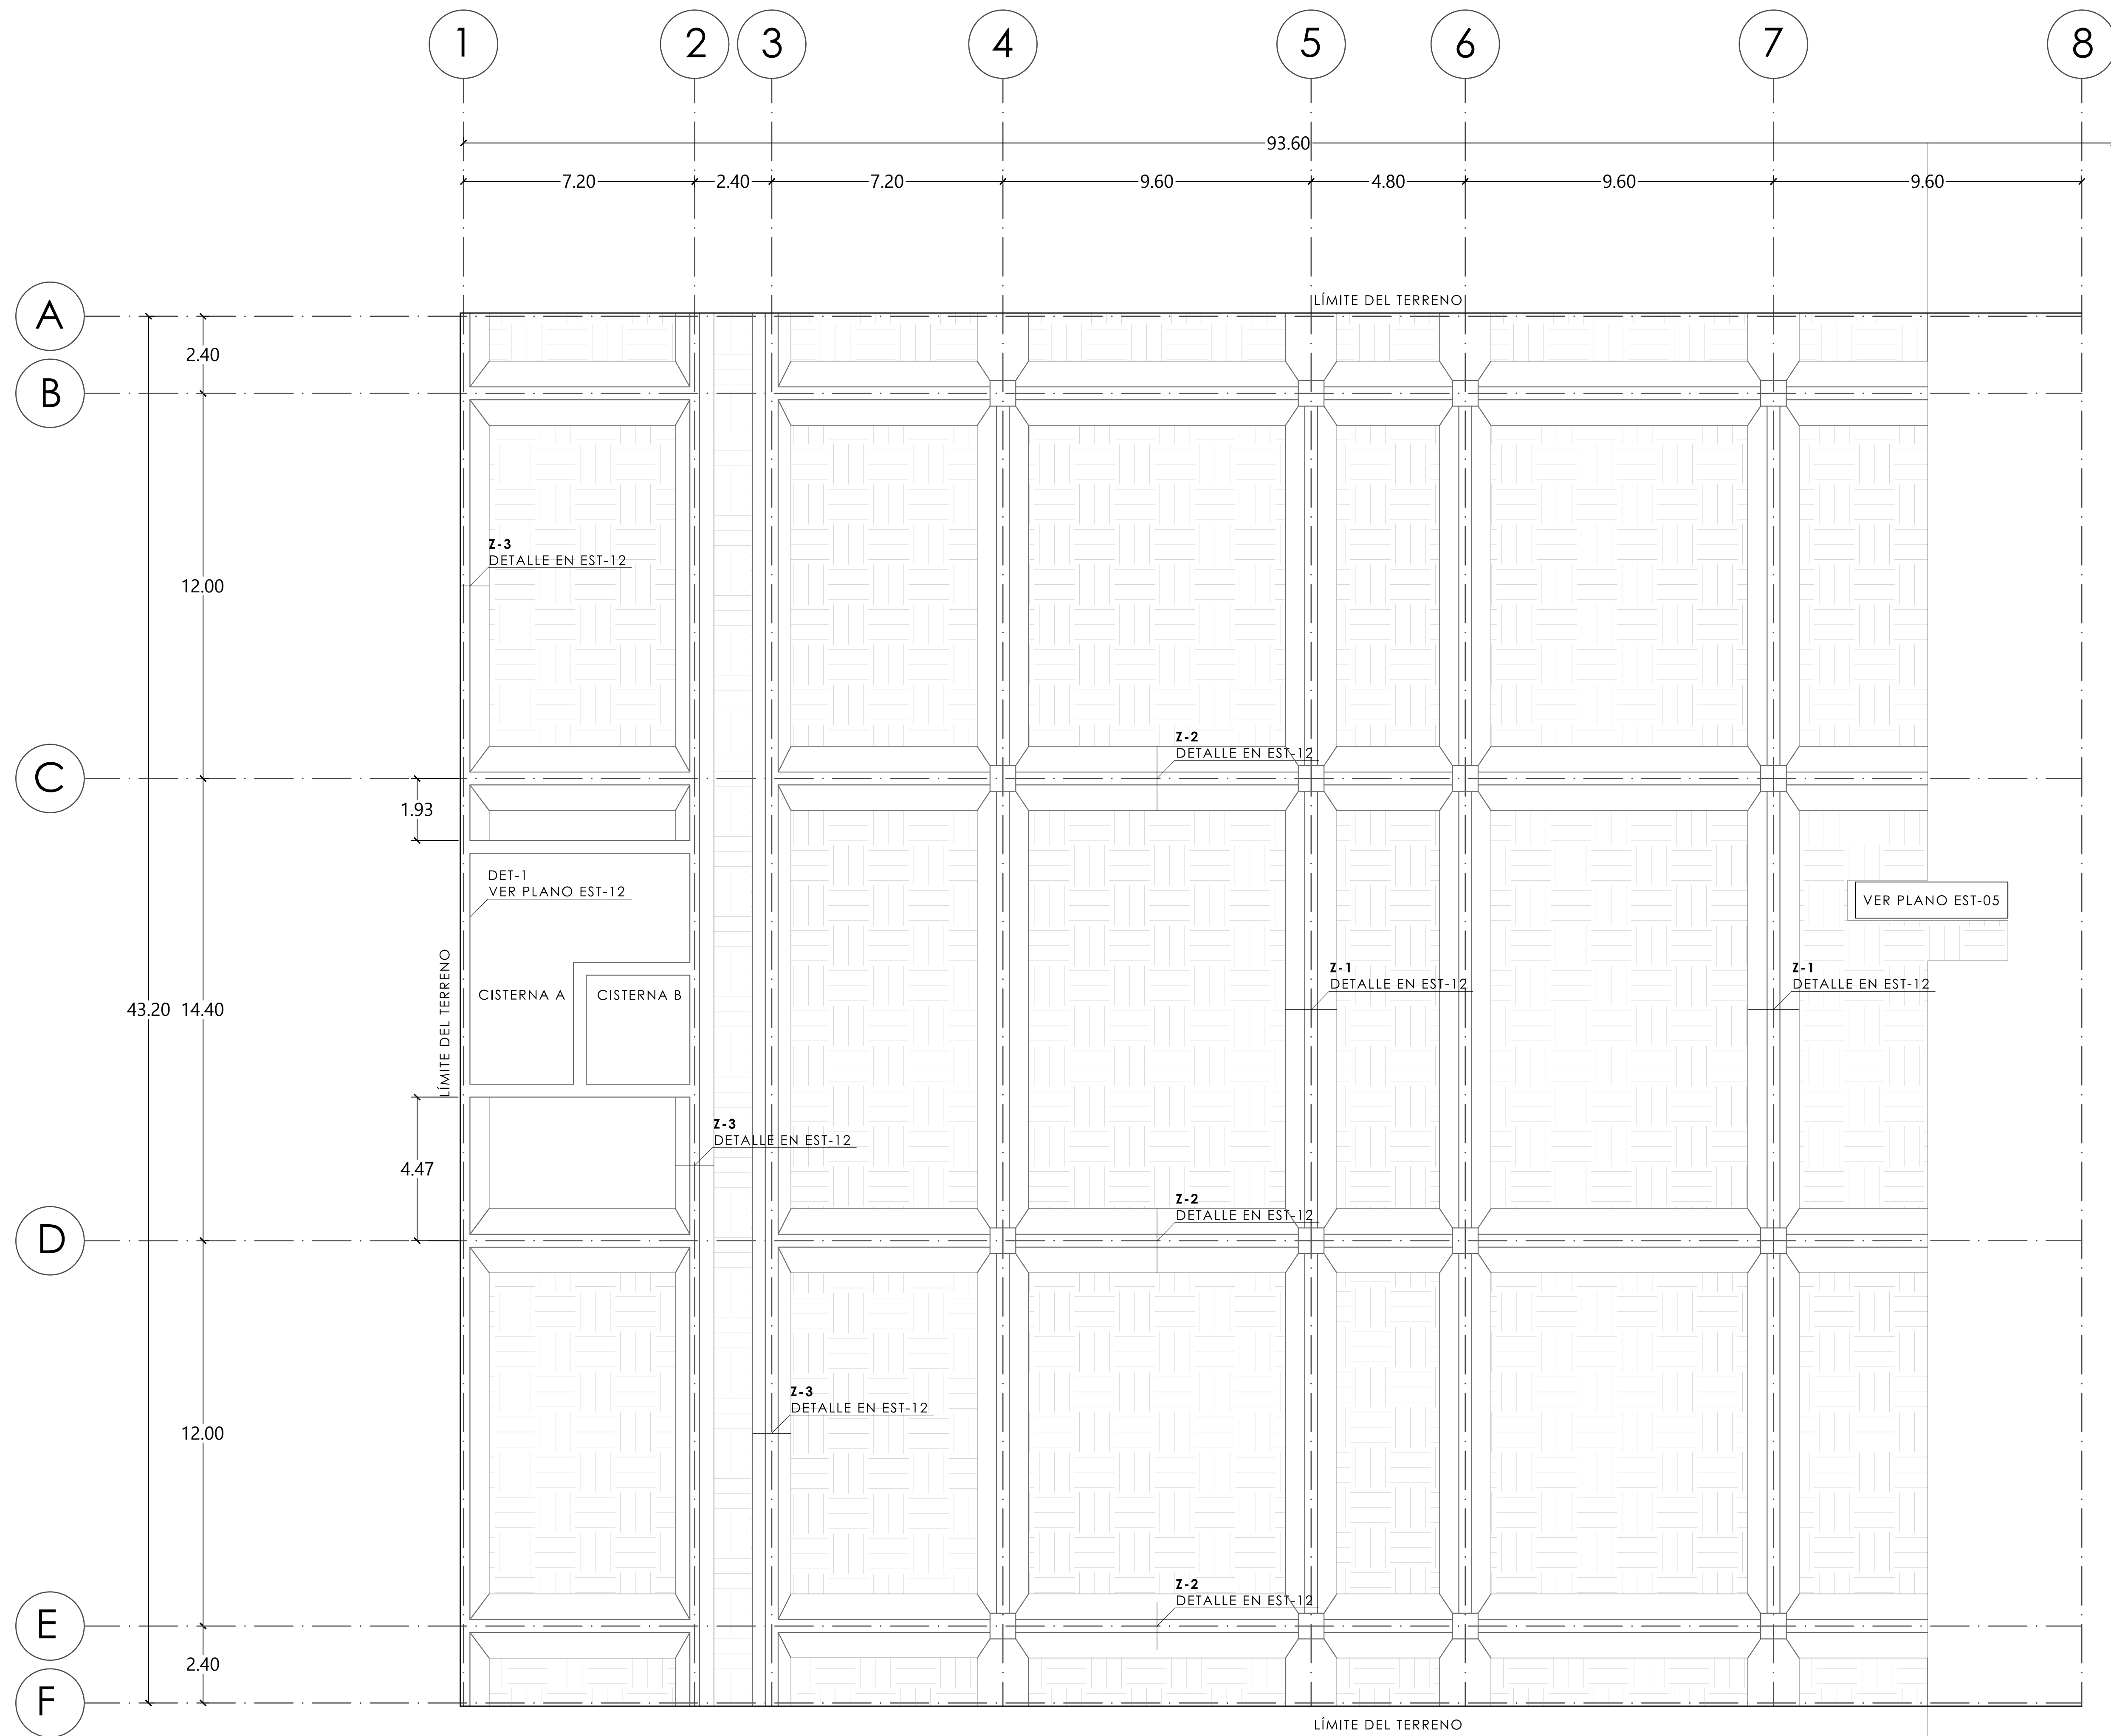 1 2 3 4 5 6 7 8
93.60
7.20 2.40 7.20 9.60 4.80 9.60 9.60
LÍMITE DEL TERRENO
A
2.40
B
Z-3
DETALLE EN EST-12
12.00
Z-2
DETALLE EN EST-12
C
1.93
DET-1
VER PLANO EST-12
VER PLANO EST-05
LÍMITE DEL TERRENO
Z-1
DETALLE EN EST-12
Z-1
DETALLE EN EST-12
CISTERNA A
CISTERNA B
43.20 14.40
Z-3
DETALLE EN EST-12
4.47
Z-2
DETALLE EN EST-12
D
Z-3
DETALLE EN EST-12
12.00
Z-2
DETALLE EN EST-12
E
2.40
F
LÍMITE DEL TERRENO